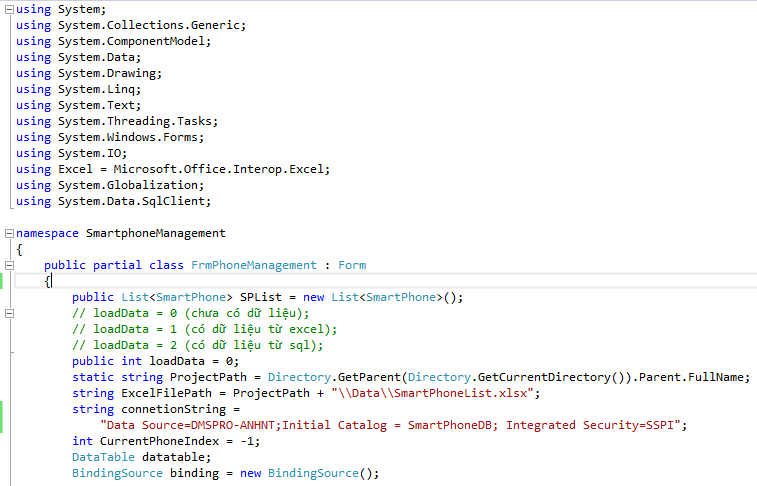 using System;
using System.Collections.Generic;
using System.ComponentModel;
using System.Data;
using System.Drawing;
using System.Linq;
using System.Text;
using System.Threading.Tasks;
using System.Windows.Forms;
using System.IO;
using Excel = Microsoft.Office.Interop.Excel;
using System.Globalization;
using System.Data.SqlClient;

namespace SmartphoneManagement
{
    public partial class FrmPhoneManagement : Form
    {
        public List<SmartPhone> SPList = new List<SmartPhone>();
        // loadData = 0 (chưa có dữ liệu);
        // loadData = 1 (có dữ liệu từ excel);
        // loadData = 2 (có dữ liệu từ sql);
        public int loadData = 0;
        static string ProjectPath = Directory.GetParent(Directory.GetCurrentDirectory()).Parent.FullName;
        string ExcelFilePath = ProjectPath + "\\Data\\SmartPhoneList.xlsx";
        string connetionString =
            "Data Source=DMSPRO-ANHNT;Initial Catalog = SmartPhoneDB; Integrated Security=SSPI";
        int CurrentPhoneIndex = -1;
        DataTable datatable;
        BindingSource binding = new BindingSource();